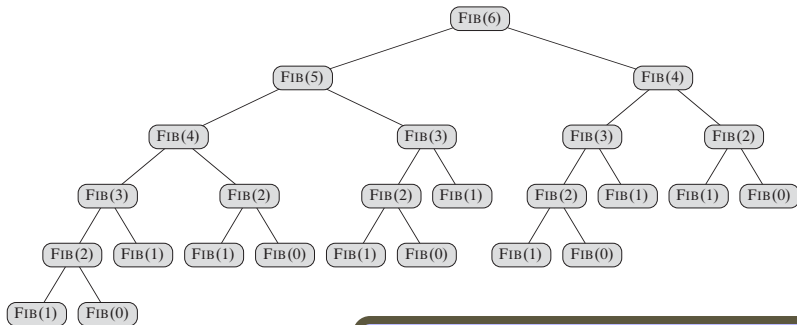 FIB(6)
FIB(5) FIB(4)
FIB(4) FIB(3) FIB(3) FIB(2)
FIB(3) FIB(2) FIB(2) FIB(1) FIB(2) FIB(1) FIB(1) FIB(0)
FIB(2) FIB(1) FIB(1) FIB(0) FIB(1) FIB(0) FIB(1) FIB(0)
FIB(1) FIB(0)